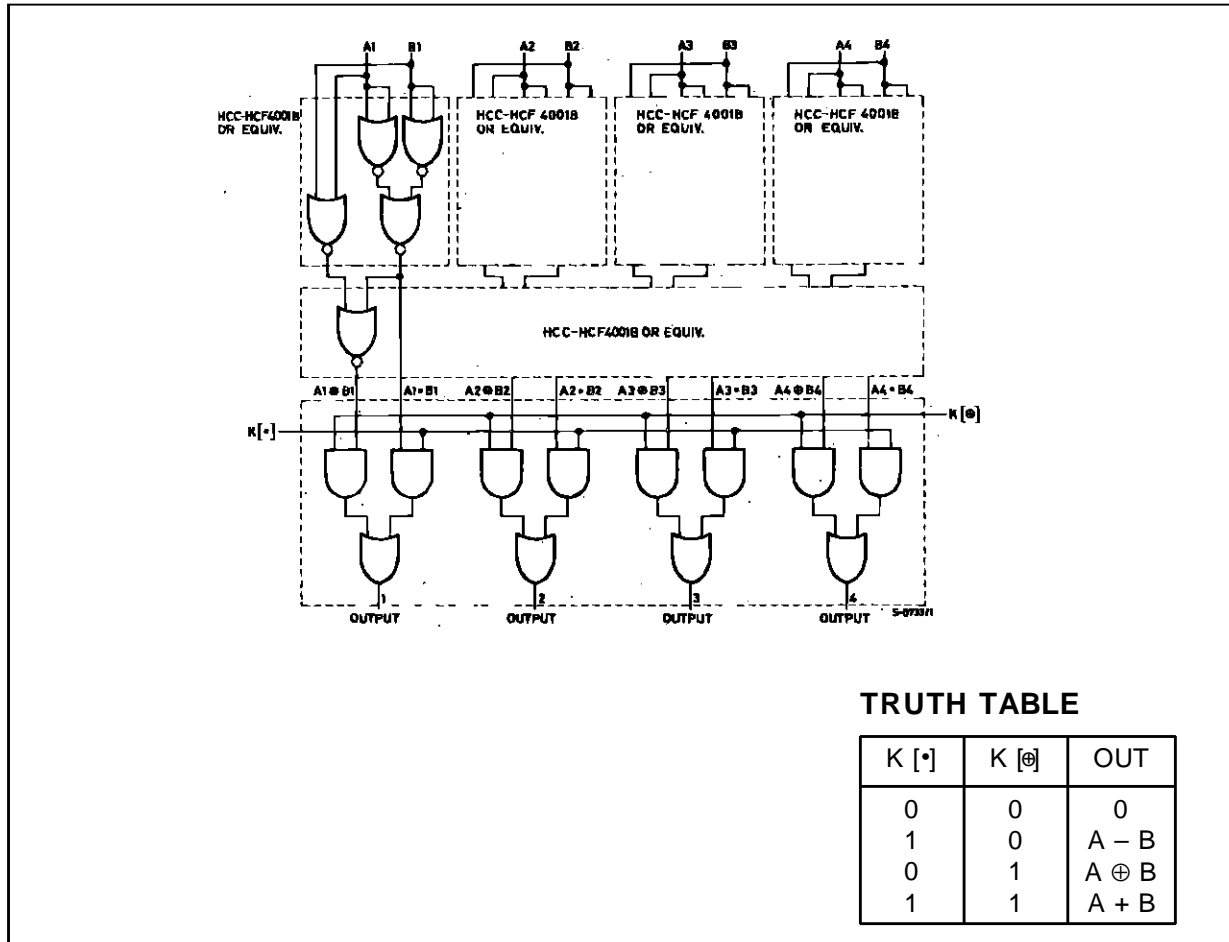 A1 B1 A2 B2 A3 B3 A4 B4
HCC-HCF4001B
OR EQUIV.
HCC-HCF 4001B
OR EQUIV.
HCC-HCF 4001B
OR EQUIV.
HCC-HCF 4001B
OR EQUIV.
HCC-HCF4001B OR EQUIV.
A1⊕B1 A1•B1 A2⊕B2 A2•B2 A3⊕B3 A3•B3 A4⊕B4 A4•B4
K[⊕]
K[•]
1 2 3 4
OUTPUT OUTPUT OUTPUT OUTPUT
TRUTH TABLE
K [•] K [⊕] OUT
0 0 0
1 0 A – B
0 1 A ⊕ B
1 1 A + B